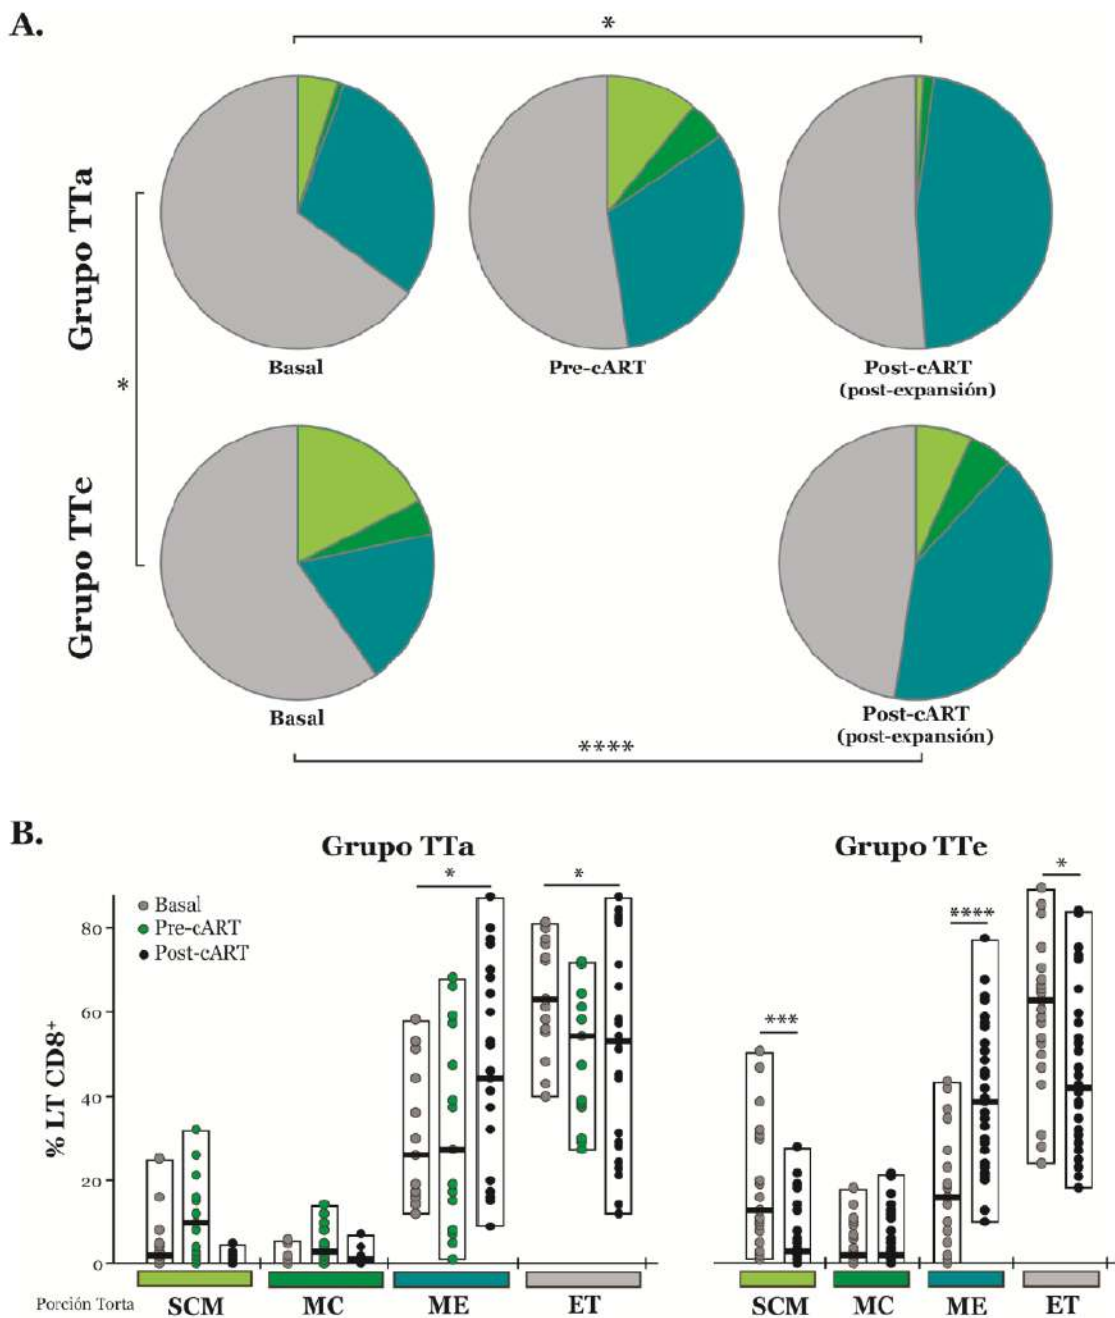 A.
*
Grupo TTa
Basal
Pre-cART
Post-cART
(post-expansión)
*
Grupo TTe
Basal
Post-cART
(post-expansión)
****
B.
Grupo TTa
Grupo TTe
% LT CD8+
80
60
40
20
0
Basal
Pre-cART
Post-cART
*
*
***
****
*
Porción Torta
SCM
MC
ME
ET
SCM
MC
ME
ET